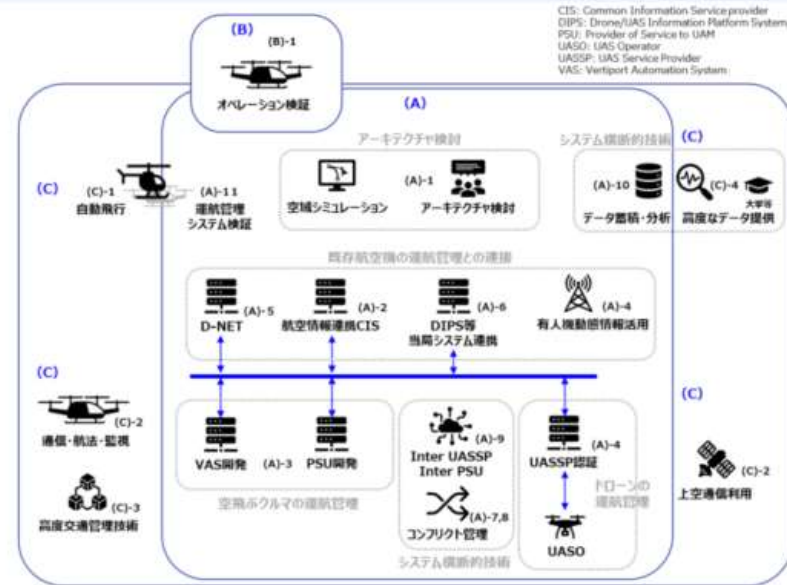 CIS: Common Information Service provider
DIPS: Drone/UAS Information Platform System
PSU: Provider of Service to UAM
UASO: UAS Operator
UASSP: UAS Service Provider
VAS: Vertiport Automation System
(B)
(B)-1
オペレーション検証
(A)
アーキテクチャ検討
(A)-1
空域シミュレーション
アーキテクチャ検討
システム横断的技術
(C)
(A)-10
データ蓄積・分析
(C)-4
大学等
高度なデータ提供
(C)
(C)-1
自動飛行
(A)-11
運航管理
システム検証
既存航空機の運航管理との連接
(A)-5
D-NET
(A)-2
航空情報連携CIS
(A)-6
DIPS等
当局システム連携
(A)-4
有人機動態情報活用
(C)
(C)-2
通信・航法・監視
(C)-3
高度交通管理技術
VAS開発
(A)-3
PSU開発
空飛ぶクルマの運航管理
(A)-9
Inter UASSP
Inter PSU
(A)-7,8
コンフリクト管理
システム横断的技術
(A)-4
UASSP認証
ドローンの
運航管理
UASO
(C)
(C)-2
上空通信利用